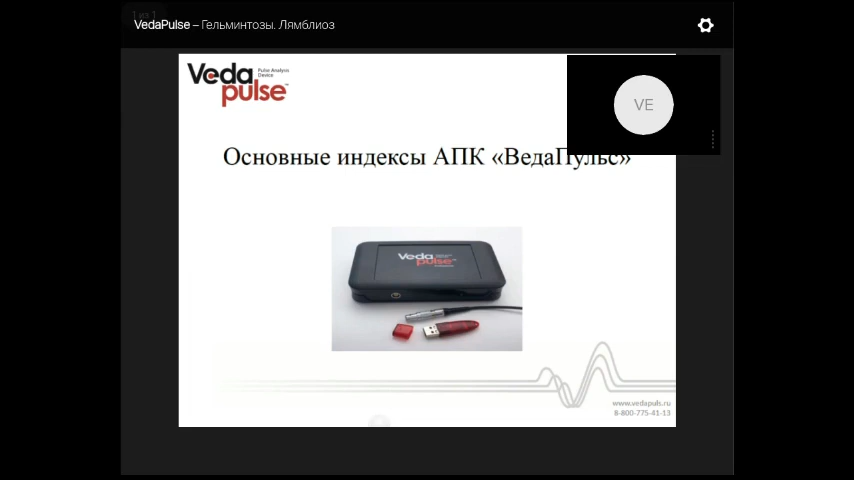 VedaPulse – Гельминтозы. Лямблиоз
Veda
pulse™
Pulse Analysis
Device
VE
Основные индексы АПК «ВедаПульс»
Veda
pulse
www.vedapuls.ru
8-800-775-41-13